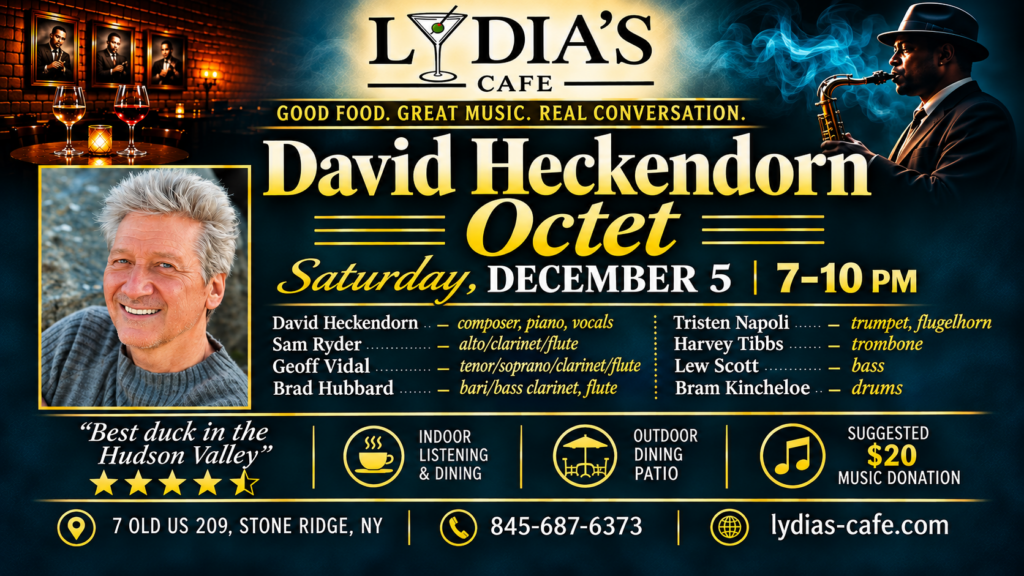 LYDIA'S
CAFE
GOOD FOOD. GREAT MUSIC. REAL CONVERSATION.
David Heckendorn
Octet
Saturday, DECEMBER 5 | 7–10 PM
David Heckendorn .. – composer, piano, vocals
Sam Ryder ........... – alto/clarinet/flute
Geoff Vidal .......... – tenor/soprano/clarinet/flute
Brad Hubbard ....... – bari/bass clarinet, flute
Tristen Napoli ...... – trumpet, flugelhorn
Harvey Tibbs ...... – trombone
Lew Scott .......... – bass
Bram Kincheloe .. – drums
"Best duck in the
Hudson Valley"
INDOOR
LISTENING
& DINING
OUTDOOR
DINING
PATIO
SUGGESTED
$20
MUSIC DONATION
7 OLD US 209, STONE RIDGE, NY
845-687-6373
lydias-cafe.com